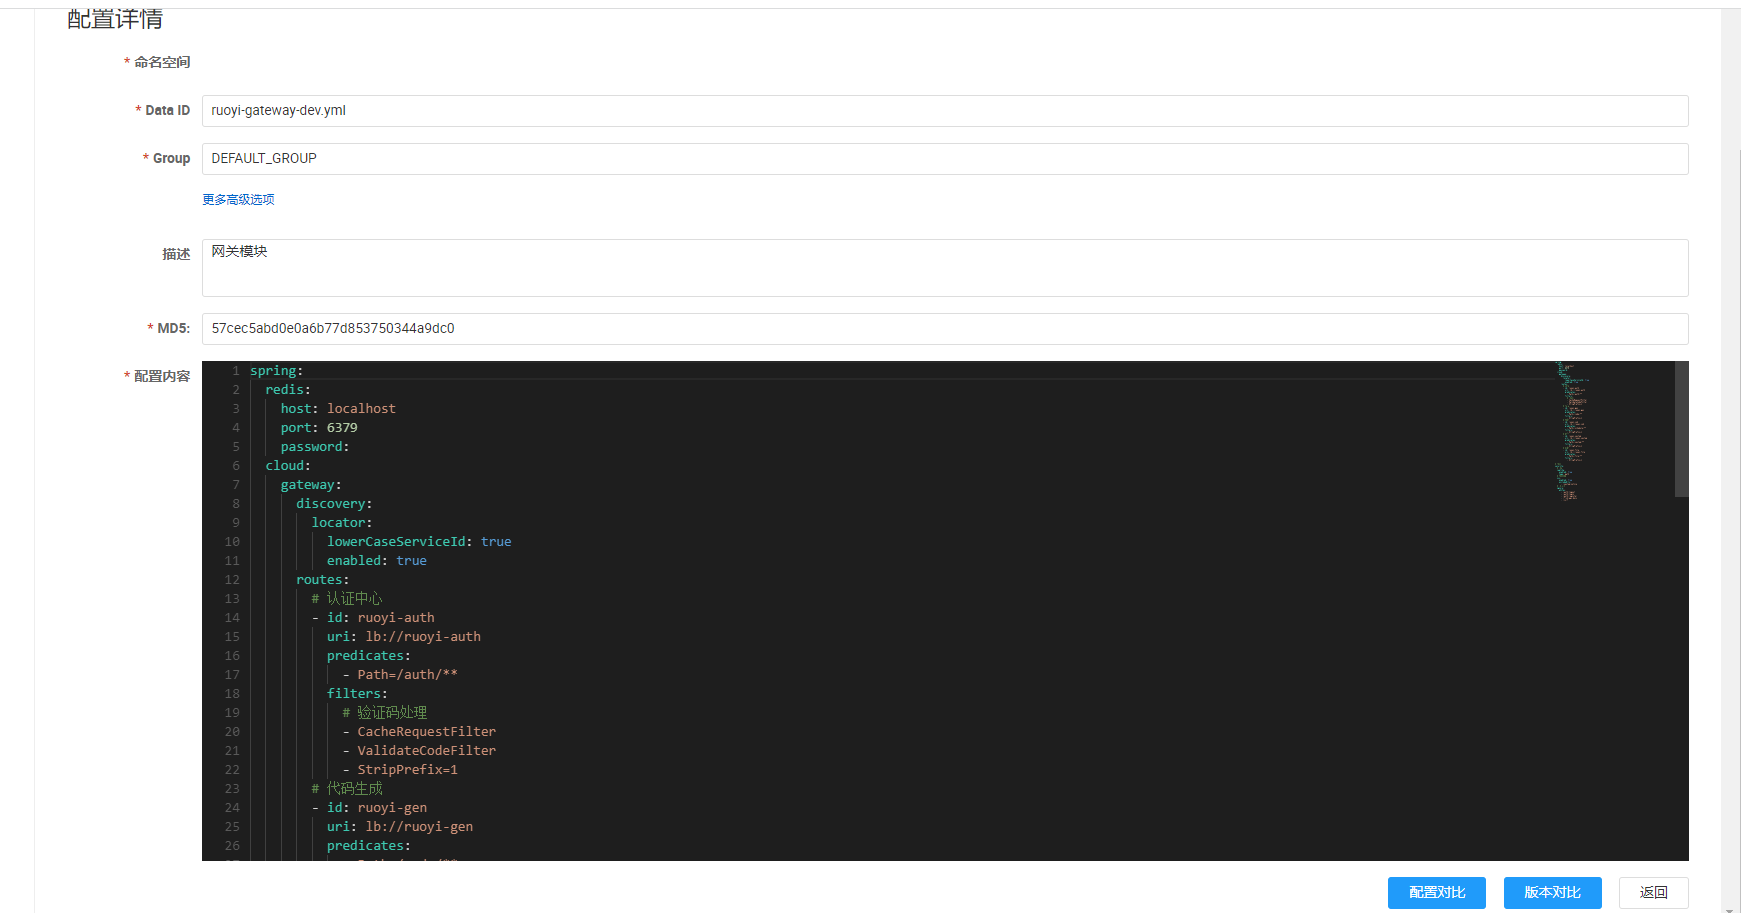 配置详情
* 命名空间
* Data ID ruoyi-gateway-dev.yml
* Group DEFAULT_GROUP
更多高级选项
描述 网关模块
* MD5: 57cec5abd0e0a6b77d853750344a9dc0
* 配置内容
1 spring:
2 redis:
3 host: localhost
4 port: 6379
5 password:
6 cloud:
7 gateway:
8 discovery:
9 locator:
10 lowerCaseServiceId: true
11 enabled: true
12 routes:
13 # 认证中心
14 - id: ruoyi-auth
15 uri: lb://ruoyi-auth
16 predicates:
17 - Path=/auth/**
18 filters:
19 # 验证码处理
20 - CacheRequestFilter
21 - ValidateCodeFilter
22 - StripPrefix=1
23 # 代码生成
24 - id: ruoyi-gen
25 uri: lb://ruoyi-gen
26 predicates:
配置对比 版本对比 返回